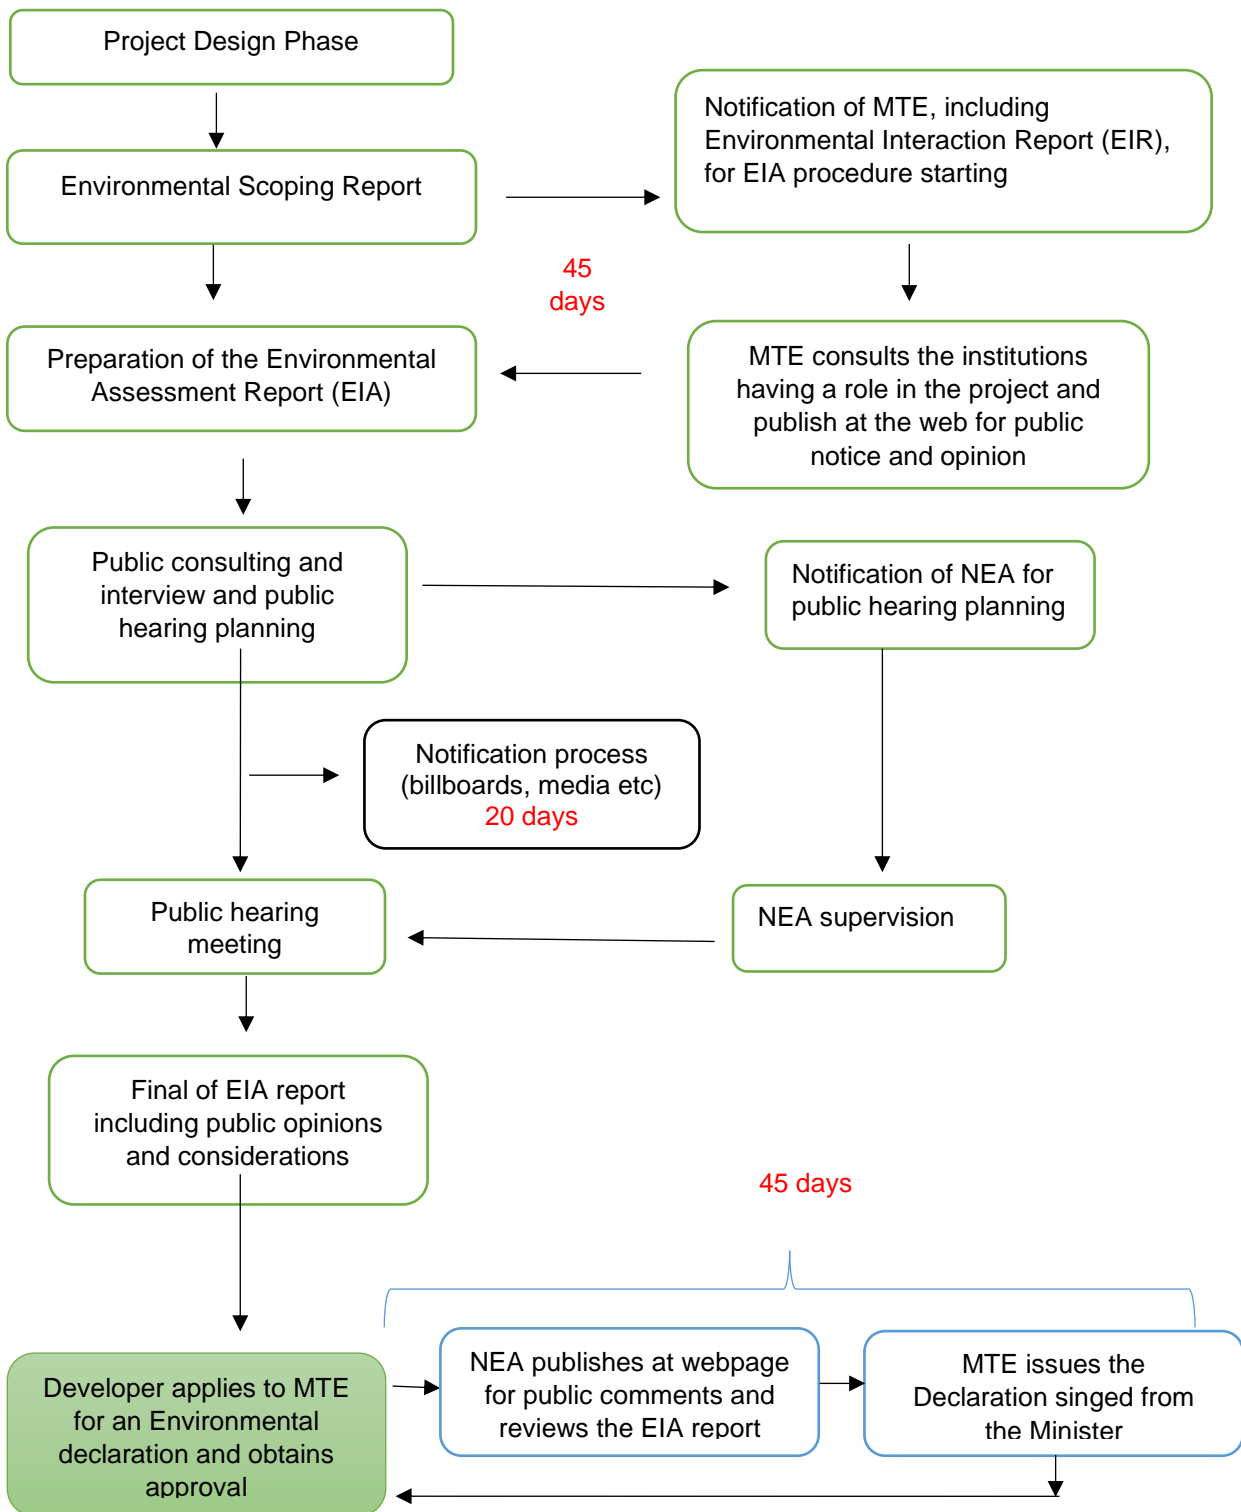 Project Design Phase
Environmental Scoping Report
Notification of MTE, including
Environmental Interaction Report (EIR),
for EIA procedure starting
45
days
Preparation of the Environmental
Assessment Report (EIA)
MTE consults the institutions
having a role in the project and
publish at the web for public
notice and opinion
Public consulting and
interview and public
hearing planning
Notification of NEA for
public hearing planning
Notification process
(billboards, media etc)
20 days
Public hearing
meeting
NEA supervision
Final of EIA report
including public opinions
and considerations
45 days
Developer applies to MTE
for an Environmental
declaration and obtains
approval
NEA publishes at webpage
for public comments and
reviews the EIA report
MTE issues the
Declaration singed from
the Minister